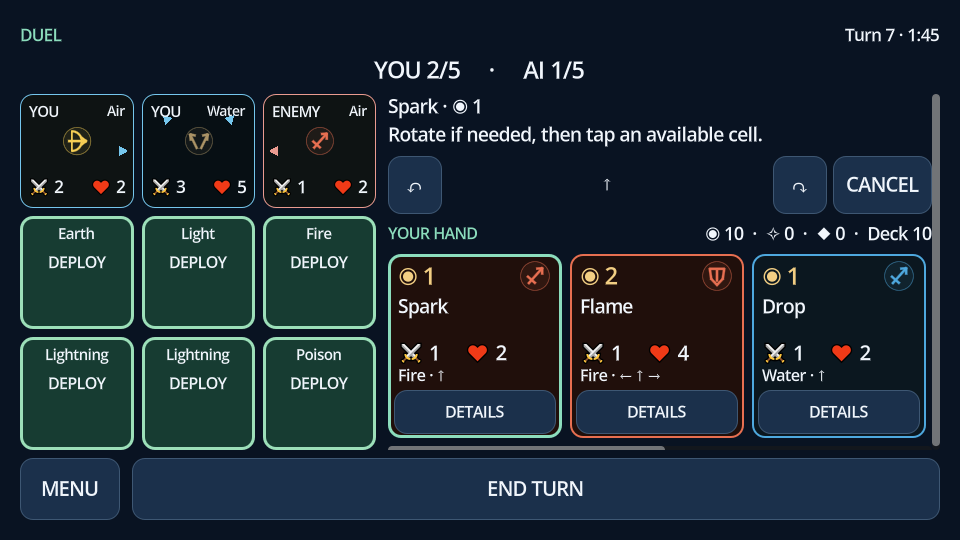 DUEL
Turn 7 · 1:45
YOU 2/5 · AI 1/5
YOU Air
2 2
YOU Water
3 5
ENEMY Air
1 2
Earth
DEPLOY
Light
DEPLOY
Fire
DEPLOY
Lightning
DEPLOY
Lightning
DEPLOY
Poison
DEPLOY
Spark · ◉ 1
Rotate if needed, then tap an available cell.
↶ ↑ ↷ CANCEL
YOUR HAND
◉ 10 · ✧ 0 · ◆ 0 · Deck 10
◉ 1
Spark
1 2
Fire · ↑
DETAILS
◉ 2
Flame
1 4
Fire · ← ↑ →
DETAILS
◉ 1
Drop
1 2
Water · ↑
DETAILS
MENU
END TURN